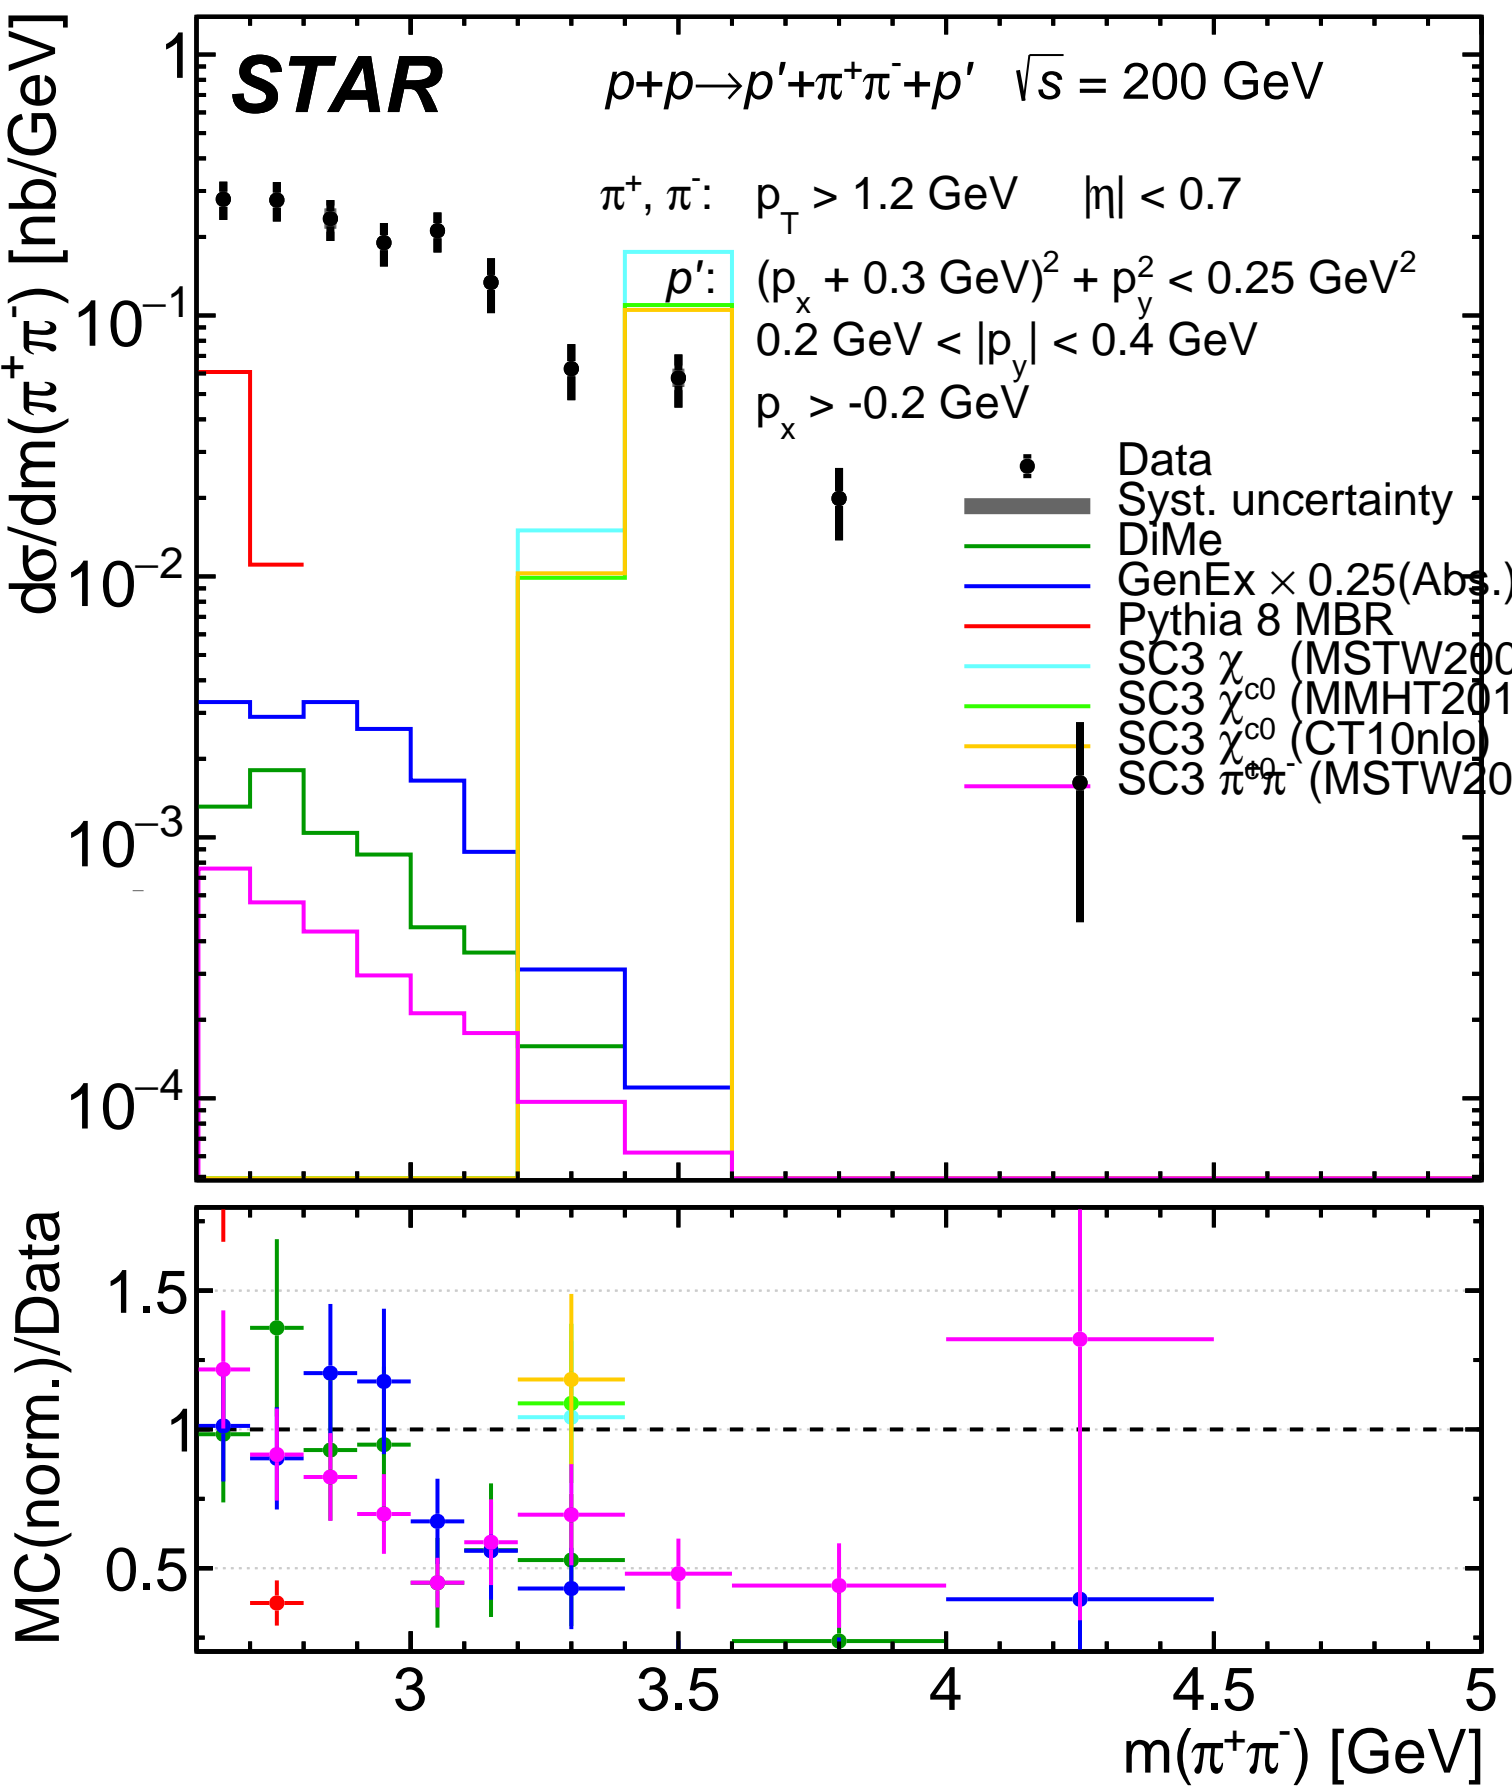 STAR p+p→p′+π⁺π⁻+p′ √s = 200 GeV
π⁺, π⁻: p_T > 1.2 GeV |η| < 0.7
p′: (p_x + 0.3 GeV)² + p_y² < 0.25 GeV²
0.2 GeV < |p_y| < 0.4 GeV
p_x > -0.2 GeV
Data
Syst. uncertainty
DiMe
GenEx × 0.25(Abs.)
Pythia 8 MBR
SC3 χ_c0 (MSTW200
SC3 χ_c0 (MMHT201
SC3 χ_c0 (CT10nlo)
SC3 π⁺π⁻ (MSTW20
dσ/dm(π⁺π⁻) [nb/GeV]
1
10⁻¹
10⁻²
10⁻³
10⁻⁴
MC(norm.)/Data
1.5
1
0.5
3 3.5 4 4.5 5
m(π⁺π⁻) [GeV]